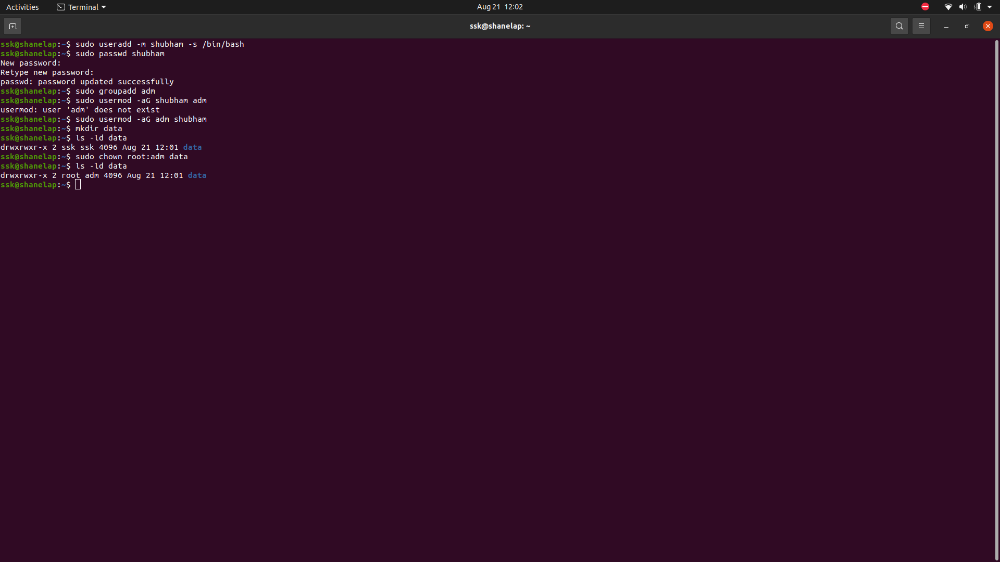 Activities Terminal Aug 21 12:02
ssk@shanelap: ~
ssk@shanelap:~$ sudo useradd -m shubham -s /bin/bash
ssk@shanelap:~$ sudo passwd shubham
New password:
Retype new password:
passwd: password updated successfully
ssk@shanelap:~$ sudo groupadd adm
ssk@shanelap:~$ sudo usermod -aG shubham adm
usermod: user 'adm' does not exist
ssk@shanelap:~$ sudo usermod -aG adm shubham
ssk@shanelap:~$ mkdir data
ssk@shanelap:~$ ls -ld data
drwxrwxr-x 2 ssk ssk 4096 Aug 21 12:01 data
ssk@shanelap:~$ sudo chown root:adm data
ssk@shanelap:~$ ls -ld data
drwxrwxr-x 2 root adm 4096 Aug 21 12:01 data
ssk@shanelap:~$